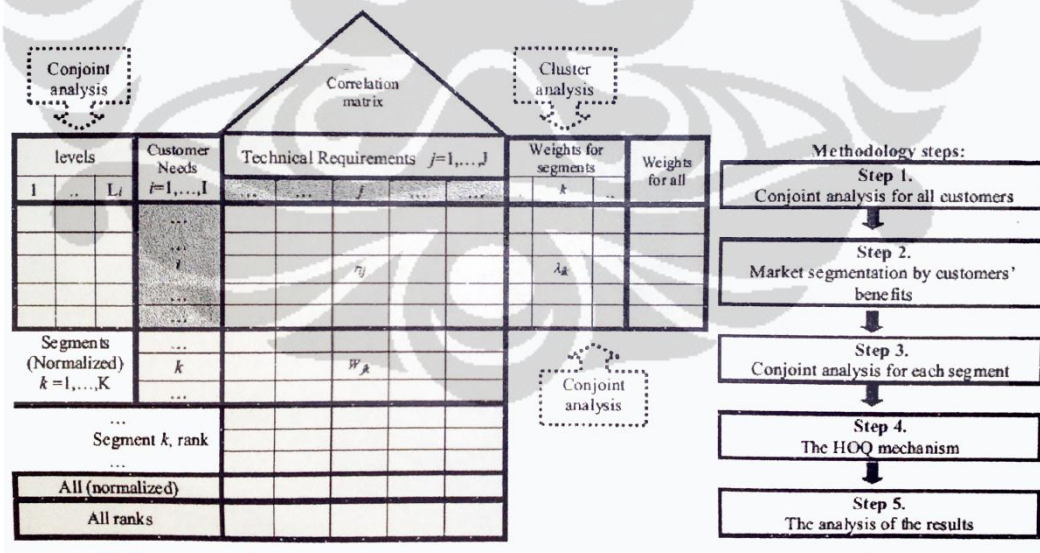 Conjoint
analysis
Correlation
matrix
Cluster
analysis
levels
1 .. Li
Customer
Needs
i=1,...,I
Technical Requirements j=1,...,J
... ... j ... ...
Weights for
segments
.. k ..
Weights
for all
...
...
i
...
...
rij
λik
Segments
(Normalized)
k =1,...,K
...
k
...
Wjk
Conjoint
analysis
...
Segment k, rank
...
All (normalized)
All ranks
Methodology steps:
Step 1.
Conjoint analysis for all customers
Step 2.
Market segmentation by customers'
benefits
Step 3.
Conjoint analysis for each segment
Step 4.
The HOQ mechanism
Step 5.
The analysis of the results